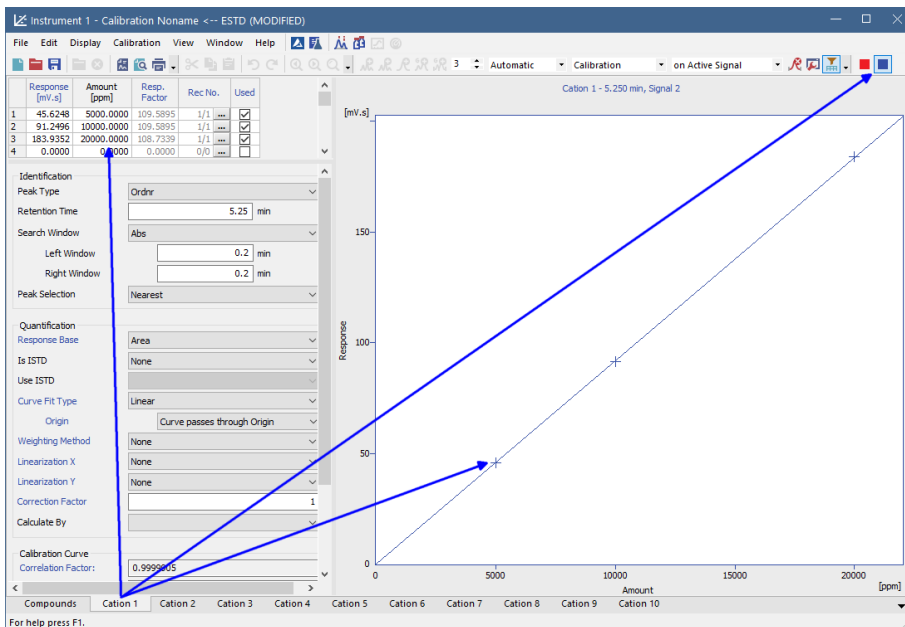 Instrument 1 - Calibration Noname <-- ESTD (MODIFIED)
File Edit Display Calibration View Window Help
3 Automatic Calibration on Active Signal
Response [mV.s] Amount [ppm] Resp. Factor Rec No. Used
1 45.6248 5000.0000 109.5895 1/1 ...
2 91.2496 10000.0000 109.5895 1/1 ...
3 183.9352 20000.0000 108.7339 1/1 ...
4 0.0000 0.0000 0.0000 0/0 ...
Identification
Peak Type Ordnr
Retention Time 5.25 min
Search Window Abs
Left Window 0.2 min
Right Window 0.2 min
Peak Selection Nearest
Quantification
Response Base Area
Is ISTD None
Use ISTD
Curve Fit Type Linear
Origin Curve passes through Origin
Weighting Method None
Linearization X None
Linearization Y None
Correction Factor 1
Calculate By
Calibration Curve
Correlation Factor: 0.9999905
Cation 1 - 5.250 min, Signal 2
[mV.s]
150
100
50
0
Response
0 5000 10000 15000 20000
Amount [ppm]
Compounds Cation 1 Cation 2 Cation 3 Cation 4 Cation 5 Cation 6 Cation 7 Cation 8 Cation 9 Cation 10
For help press F1.